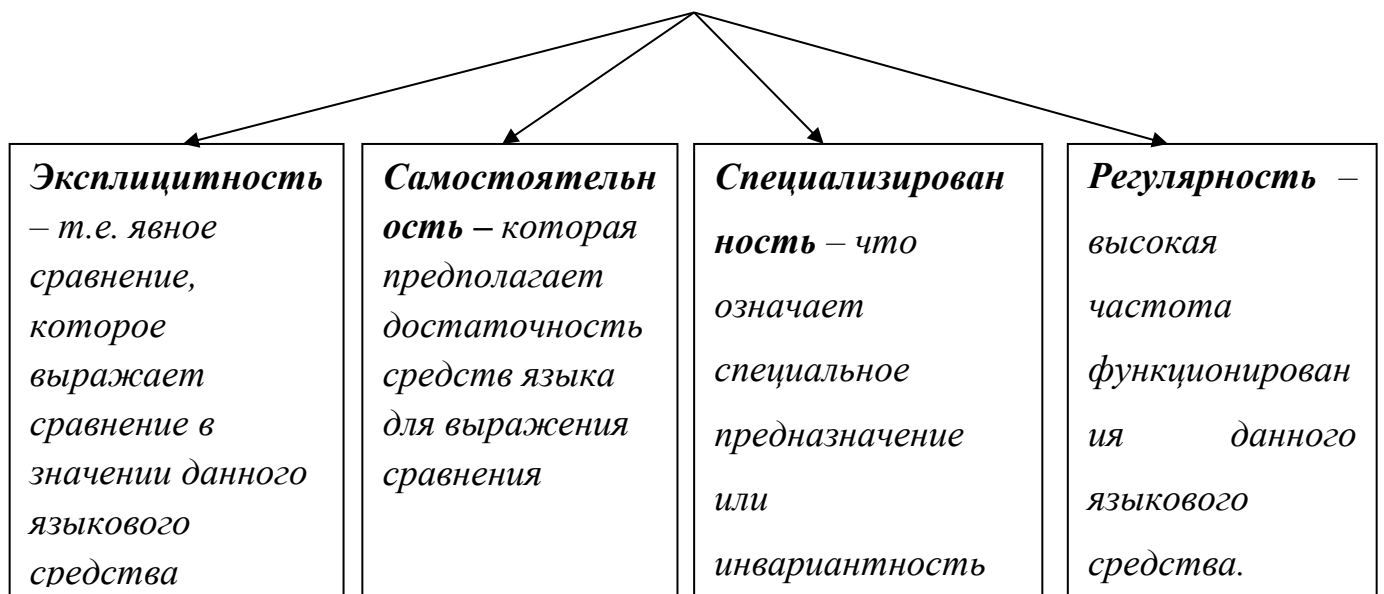 Эксплицитность
– т.е. явное
сравнение,
которое
выражает
сравнение в
значении данного
языкового
средства
Самостоятельн
ость – которая
предполагает
достаточность
средств языка
для выражения
сравнения
Специализирован
ность – что
означает
специальное
предназначение
или
инвариантность
Регулярность –
высокая
частота
функционирован
ия данного
языкового
средства.